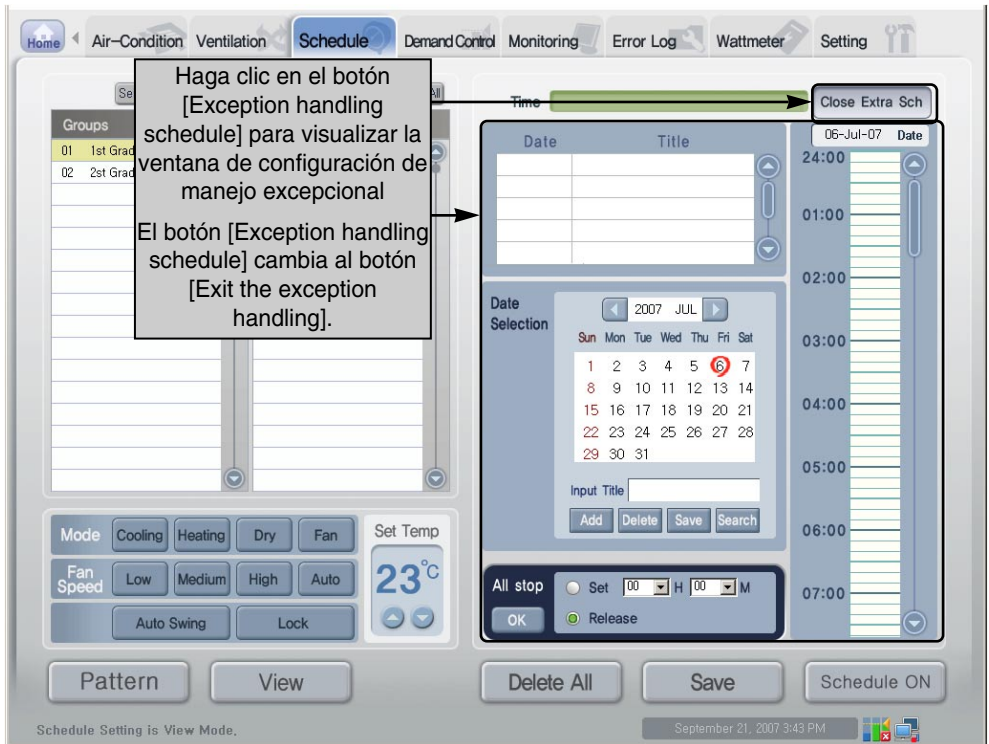 Home Air-Condition Ventilation Schedule Demand Control Monitoring Error Log Wattmeter Setting
Haga clic en el botón
[Exception handling
schedule] para visualizar la
ventana de configuración de
manejo excepcional
El botón [Exception handling
schedule] cambia al botón
[Exit the exception
handling].
Groups
01 1st Grad
02 2st Grad
Time
Close Extra Sch
Date Title
06-Jul-07 Date
24:00
01:00
02:00
03:00
04:00
05:00
06:00
07:00
Date
Selection
2007 JUL
Sun Mon Tue Wed Thu Fri Sat
1 2 3 4 5 6 7
8 9 10 11 12 13 14
15 16 17 18 19 20 21
22 23 24 25 26 27 28
29 30 31
Input Title
Add Delete Save Search
Mode Cooling Heating Dry Fan
Fan
Speed Low Medium High Auto
Auto Swing Lock
Set Temp
23°C
All stop Set 00 H 00 M
OK Release
Pattern View Delete All Save Schedule ON
Schedule Setting is View Mode.
September 21, 2007 3:43 PM